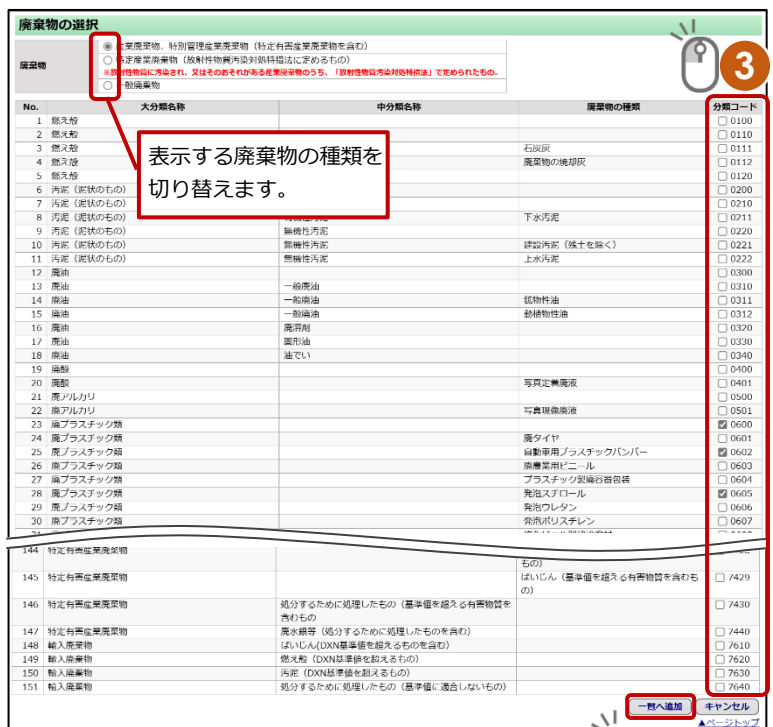 廃棄物の選択
産業廃棄物、特別管理産業廃棄物（特定有害産業廃棄物を含む）
廃棄物
特定産業廃棄物（放射性物質汚染対処特措法に定めるもの）
※放射性物質に汚染され、又はそのおそれがある産業廃棄物のうち、「放射性物質汚染対処特措法」で定められたもの。
一般廃棄物
3
No. 大分類名称 中分類名称 廃棄物の種類 分類コード
1 燃え殻 0100
2 燃え殻 0110
3 燃え殻 石炭灰 0111
4 燃え殻 廃棄物の焼却灰 0112
5 燃え殻 0120
表示する廃棄物の種類を
切り替えます。
6 汚泥（泥状のもの） 0200
7 汚泥（泥状のもの） 0210
8 汚泥（泥状のもの） 下水汚泥 0211
9 汚泥（泥状のもの） 無機性汚泥 0220
10 汚泥（泥状のもの） 無機性汚泥 建設汚泥（残土を除く） 0221
11 汚泥（泥状のもの） 無機性汚泥 上水汚泥 0222
12 廃油 0300
13 廃油 一般廃油 0310
14 廃油 一般廃油 鉱物性油 0311
15 廃油 一般廃油 動植物性油 0312
16 廃油 廃溶剤 0320
17 廃油 固形油 0330
18 廃油 油でい 0340
19 廃酸 0400
20 廃酸 写真定着廃液 0401
21 廃アルカリ 0500
22 廃アルカリ 写真現像廃液 0501
23 廃プラスチック類 0600
24 廃プラスチック類 廃タイヤ 0601
25 廃プラスチック類 自動車用プラスチックバンパー 0602
26 廃プラスチック類 廃農業用ビニール 0603
27 廃プラスチック類 プラスチック製廃容器包装 0604
28 廃プラスチック類 発泡スチロール 0605
29 廃プラスチック類 発泡ウレタン 0606
30 廃プラスチック類 発泡ポリスチレン 0607
144 特定有害産業廃棄物
もの）
145 特定有害産業廃棄物 ばいじん（基準値を超える有害物質を含むも 7429
の）
146 特定有害産業廃棄物 処分するために処理したもの（基準値を超える有害物質を 7430
含むもの
147 特定有害産業廃棄物 廃水銀等（処分するために処理したものを含む） 7440
148 輸入廃棄物 ばいじん(DXN基準値を超えるものを含む） 7610
149 輸入廃棄物 燃え殻（DXN基準値を超えるもの） 7620
150 輸入廃棄物 汚泥（DXN基準値を超えるもの） 7630
151 輸入廃棄物 処分するために処理したもの（基準値に適合しないもの） 7640
一覧へ追加 キャンセル
▲ページトップ